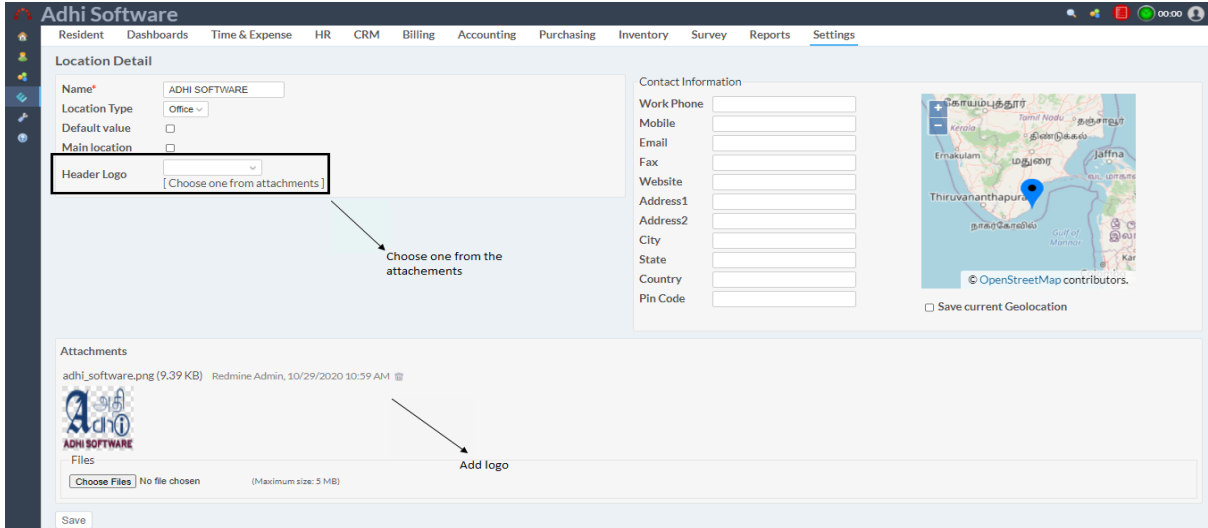 Adhi Software
00:00
Resident Dashboards Time & Expense HR CRM Billing Accounting Purchasing Inventory Survey Reports Settings
Location Detail
Name* ADHI SOFTWARE
Location Type Office
Default value
Main location
Header Logo
[ Choose one from attachments ]
Choose one from the
attachements
Contact Information
Work Phone
Mobile
Email
Fax
Website
Address1
Address2
City
State
Country
Pin Code
+
கோயம்புத்தூர்
Tamil Nadu
தஞ்சாவூர்
−
Kerala
திண்டுக்கல்
Ernakulam
மதுரை
Jaffna
Thiruvananthapura
நாகர்கோவில்
Gulf of
Mannar
Kar
© OpenStreetMap contributors.
Save current Geolocation
Attachments
adhi_software.png (9.39 KB) Redmine Admin, 10/29/2020 10:59 AM
அதி
Adhi
ADHI SOFTWARE
Add logo
Files
Choose Files No file chosen (Maximum size: 5 MB)
Save